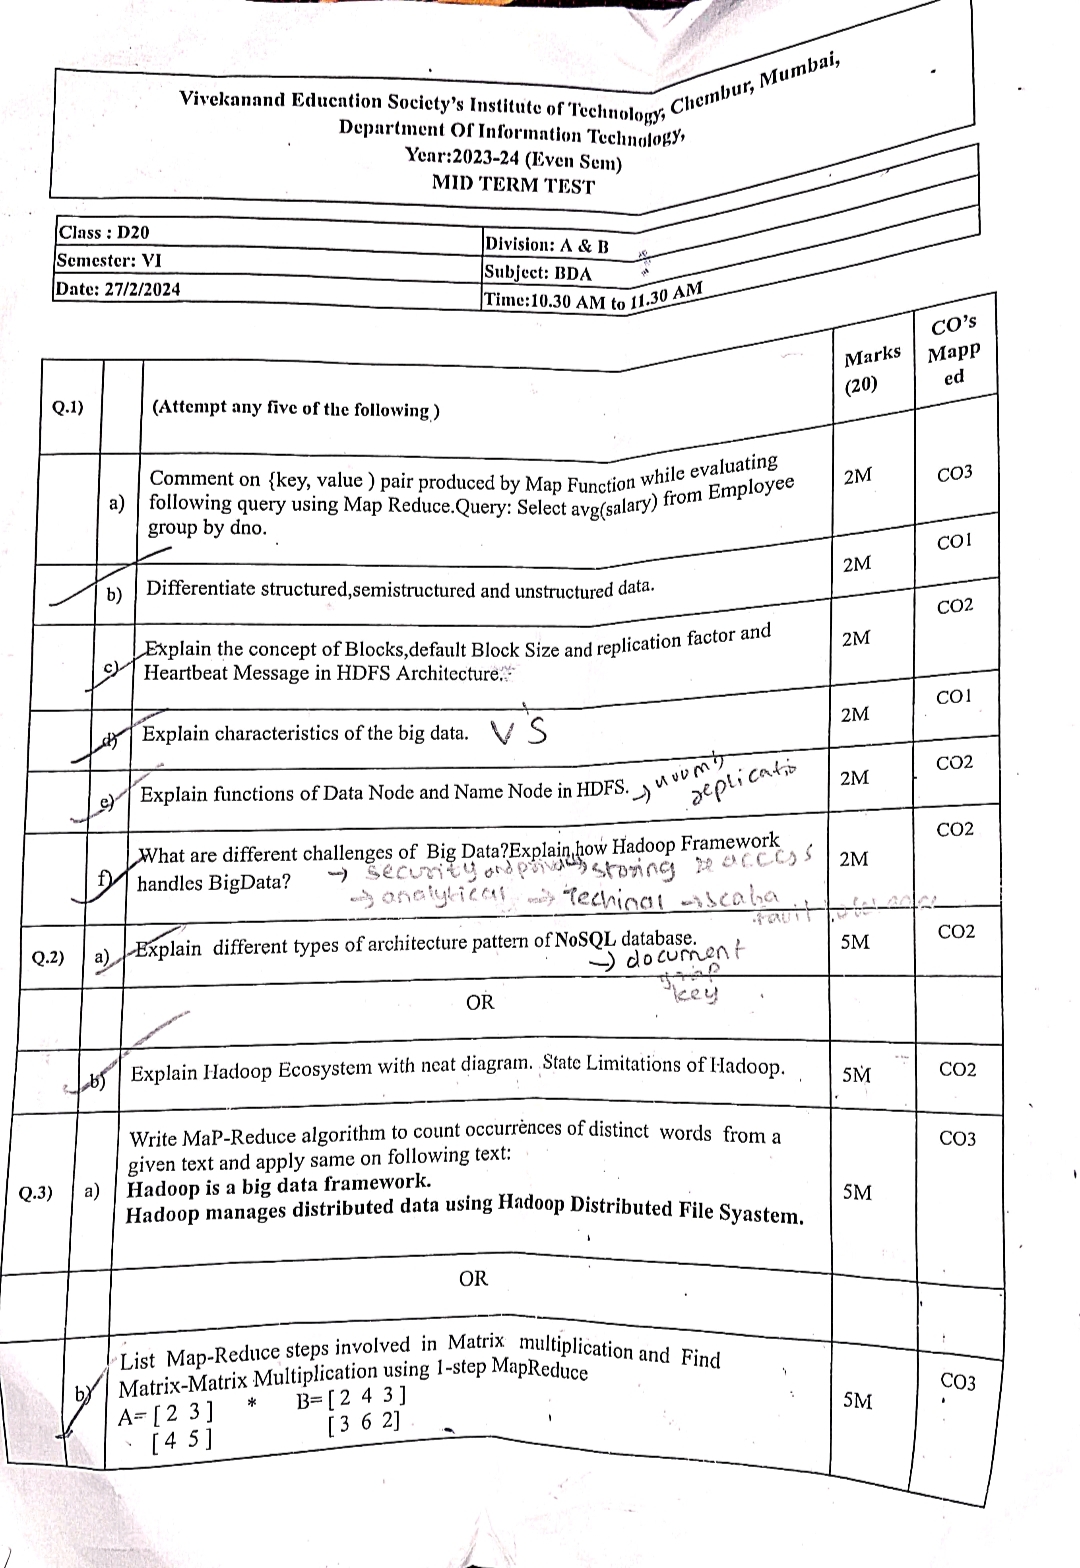 Vivekanand Education Society's Institute of Technology, Chembur, Mumbai,
Department Of Information Technology,
Year:2023-24 (Even Sem)
MID TERM TEST
Class : D20
Division: A & B
Semester: VI
Subject: BDA
Date: 27/2/2024
Time:10.30 AM to 11.30 AM
Q.1)
(Attempt any five of the following )
Marks
(20)
CO's
Mapp
ed
a)
Comment on {key, value ) pair produced by Map Function while evaluating
following query using Map Reduce.Query: Select avg(salary) from Employee
group by dno.
2M
CO3
b)
Differentiate structured,semistructured and unstructured data.
2M
CO1
c)
Explain the concept of Blocks,default Block Size and replication factor and
Heartbeat Message in HDFS Architecture.
2M
CO2
d)
Explain characteristics of the big data. V'S
2M
CO1
e)
Explain functions of Data Node and Name Node in HDFS.
2M
CO2
f)
What are different challenges of Big Data?Explain,how Hadoop Framework
handles BigData? → security and → storing
→ analytical → Techinal
2M
CO2
Q.2)
a)
Explain different types of architecture pattern of NoSQL database.
→ document
key
5M
CO2
OR
b)
Explain Hadoop Ecosystem with neat diagram. State Limitations of Hadoop.
5M
CO2
Q.3)
a)
Write MaP-Reduce algorithm to count occurrences of distinct words from a
given text and apply same on following text:
Hadoop is a big data framework.
Hadoop manages distributed data using Hadoop Distributed File Syastem.
5M
CO3
OR
b)
List Map-Reduce steps involved in Matrix multiplication and Find
Matrix-Matrix Multiplication using 1-step MapReduce
A= [ 2 3 ] * B= [ 2 4 3 ]
[ 4 5 ] [ 3 6 2]
5M
CO3